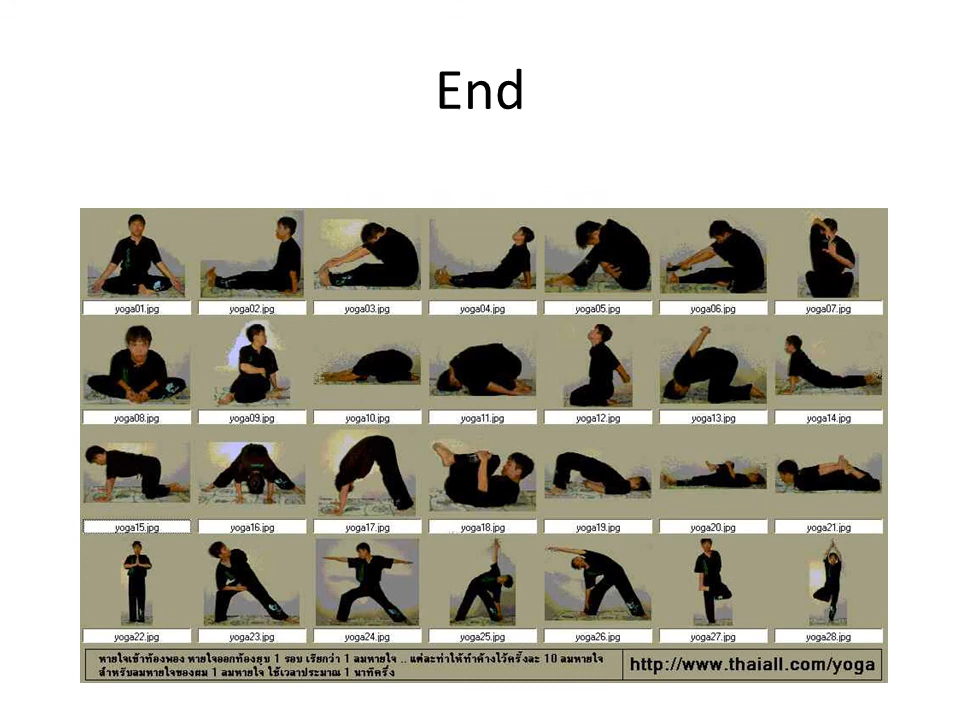 End
yoga01.jpg yoga02.jpg yoga03.jpg yoga04.jpg yoga05.jpg yoga06.jpg yoga07.jpg
yoga08.jpg yoga09.jpg yoga10.jpg yoga11.jpg yoga12.jpg yoga13.jpg yoga14.jpg
yoga15.jpg yoga16.jpg yoga17.jpg yoga18.jpg yoga19.jpg yoga20.jpg yoga21.jpg
yoga22.jpg yoga23.jpg yoga24.jpg yoga25.jpg yoga26.jpg yoga27.jpg yoga28.jpg
หายใจเข้าท้องพอง หายใจออกท้องยุบ 1 รอบ เรียกว่า 1 ลมหายใจ .. แต่ละท่าให้ทำค้างไว้ครั้งละ 10 ลมหายใจ
สำหรับลมหายใจของผม 1 ลมหายใจ ใช้เวลาประมาณ 1 นาทีครึ่ง
http://www.thaiall.com/yoga